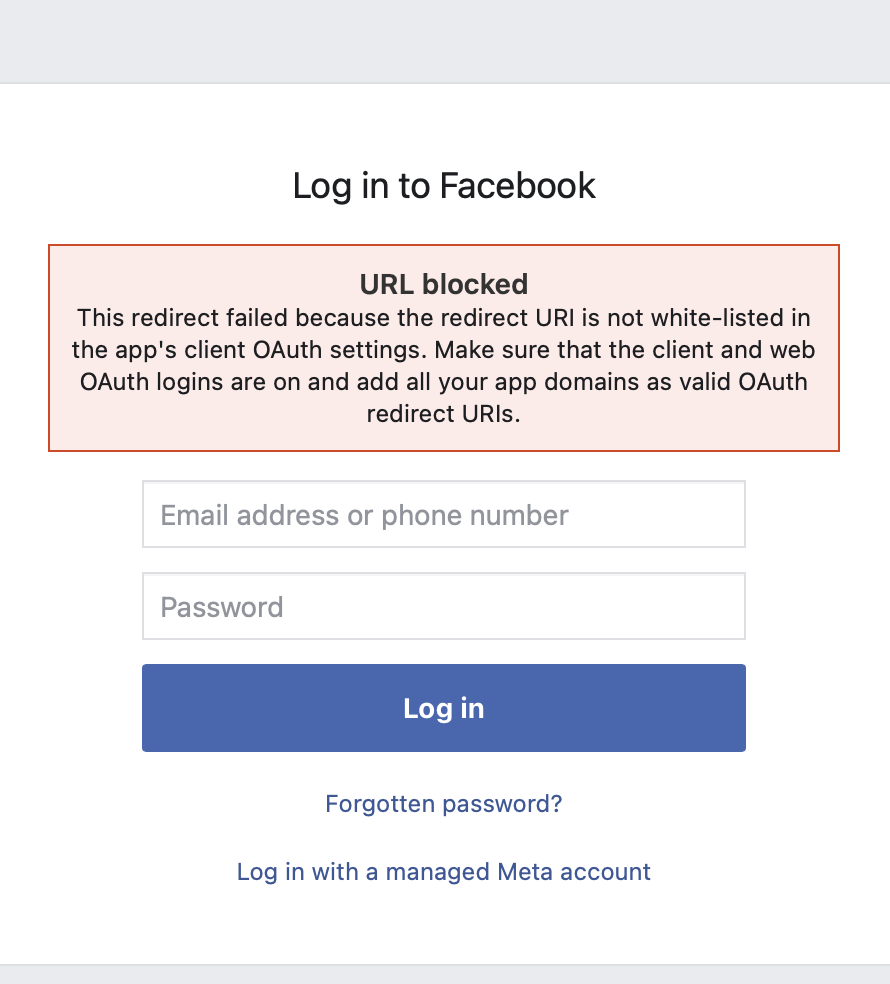 Log in to Facebook
URL blocked
This redirect failed because the redirect URI is not white-listed in
the app's client OAuth settings. Make sure that the client and web
OAuth logins are on and add all your app domains as valid OAuth
redirect URIs.
Email address or phone number
Password
Log in
Forgotten password?
Log in with a managed Meta account